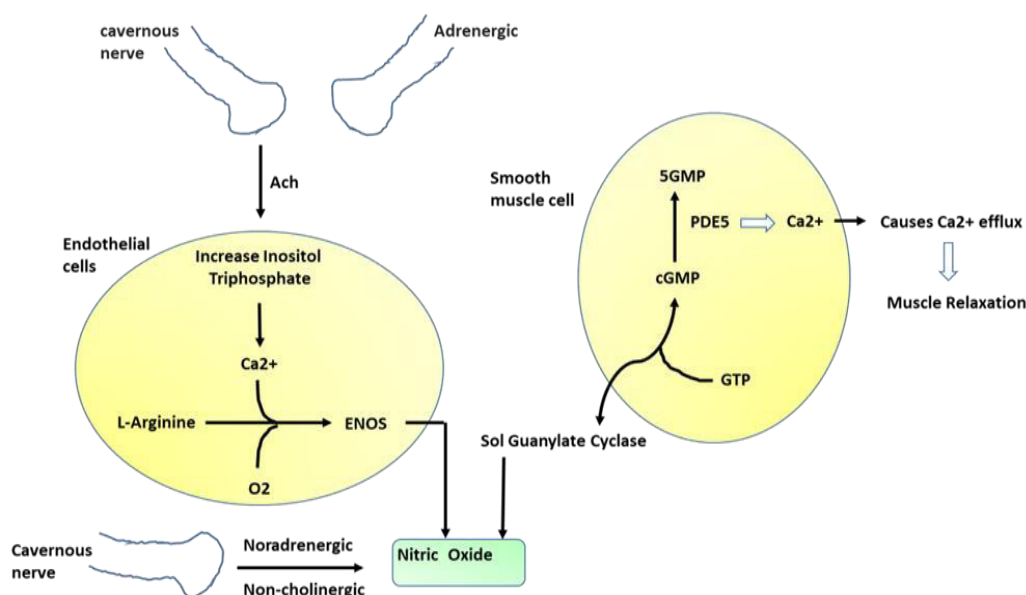 cavernous
nerve
Adrenergic
Ach
Endothelial
cells
Increase Inositol
Triphosphate
Ca2+
L-Arginine
ENOS
O2
Smooth
muscle cell
5GMP
PDE5
Ca2+
Causes Ca2+ efflux
cGMP
Muscle Relaxation
GTP
Sol Guanylate Cyclase
Cavernous
nerve
Noradrenergic
Non-cholinergic
Nitric Oxide